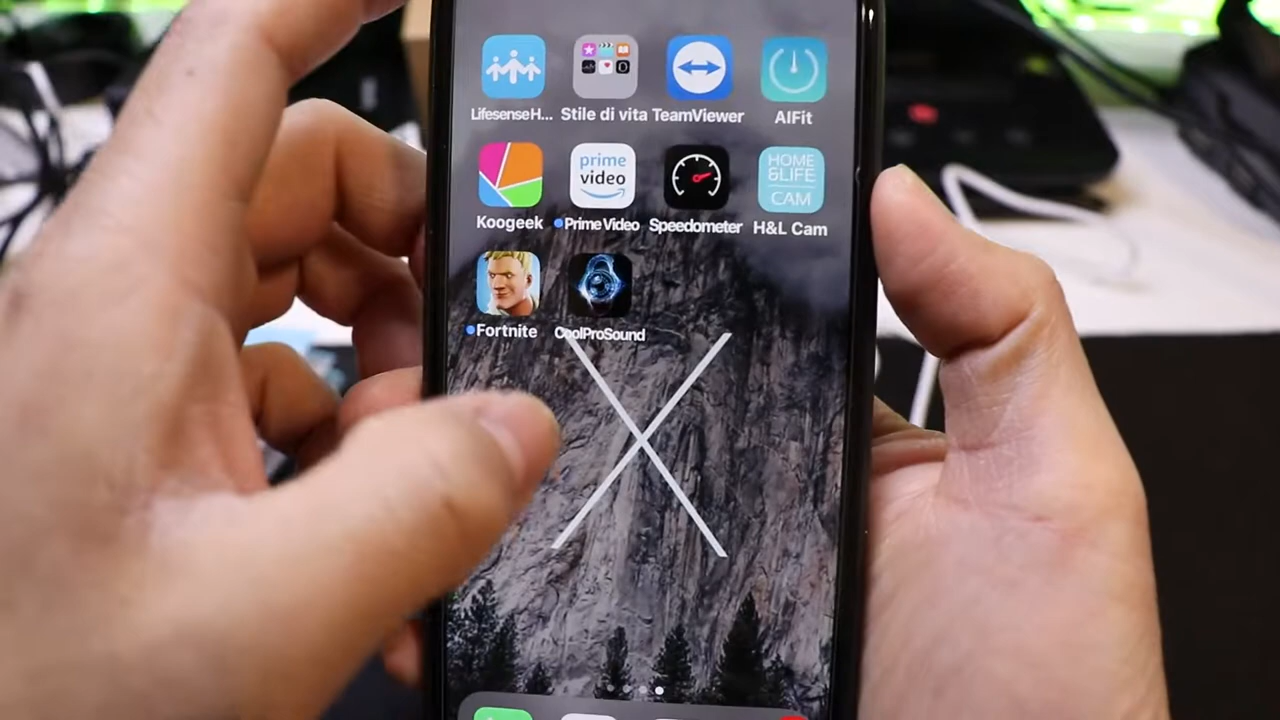 LifesenseH... Stile di vita TeamViewer AIFit
prime
video
HOME
&LIFE
CAM
Koogeek Prime Video Speedometer H&L Cam
Fortnite CoolProSound
X